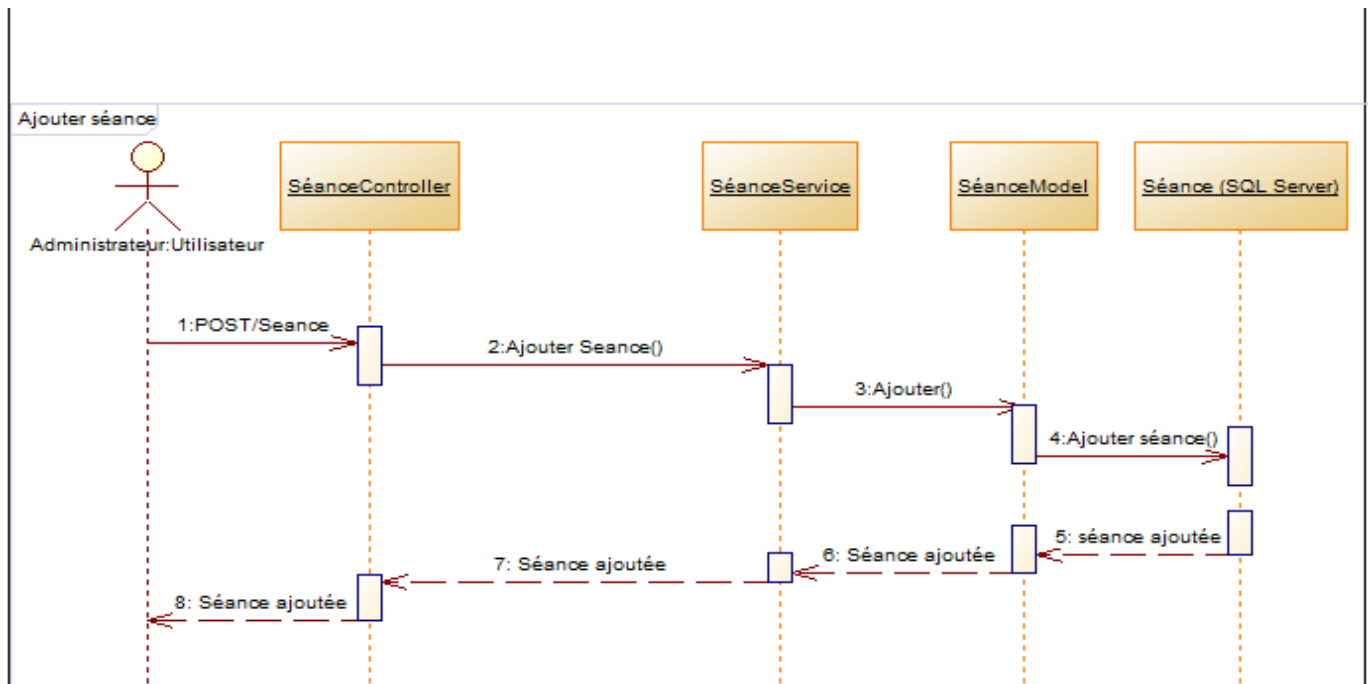 Ajouter séance
SéanceController
SéanceService
SéanceModel
Séance (SQL Server)
Administrateur:Utilisateur
1:POST/Seance
2:Ajouter Seance()
3:Ajouter()
4:Ajouter séance()
5: séance ajoutée
6: Séance ajoutée
7: Séance ajoutée
8: Séance ajoutée